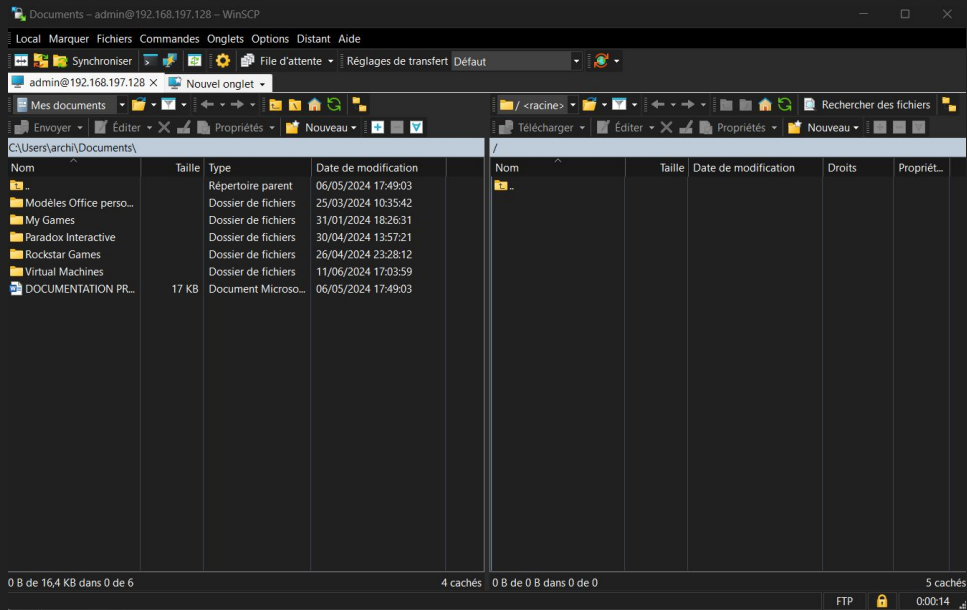 Documents – admin@192.168.197.128 – WinSCP
Local Marquer Fichiers Commandes Onglets Options Distant Aide
Synchroniser File d'attente Réglages de transfert Défaut
admin@192.168.197.128 × Nouvel onglet
Mes documents / <racine> Rechercher des fichiers
Envoyer Éditer Propriétés Nouveau Télécharger Éditer Propriétés Nouveau
C:\Users\archi\Documents\ /
Nom Taille Type Date de modification Nom Taille Date de modification Droits Propriét...
.. Répertoire parent 06/05/2024 17:49:03 ..
Modèles Office perso... Dossier de fichiers 25/03/2024 10:35:42
My Games Dossier de fichiers 31/01/2024 18:26:31
Paradox Interactive Dossier de fichiers 30/04/2024 13:57:21
Rockstar Games Dossier de fichiers 26/04/2024 23:28:12
Virtual Machines Dossier de fichiers 11/06/2024 17:03:59
DOCUMENTATION PR... 17 KB Document Microso... 06/05/2024 17:49:03
0 B de 16,4 KB dans 0 de 6 4 cachés 0 B de 0 B dans 0 de 0 5 cachés
FTP 0:00:14